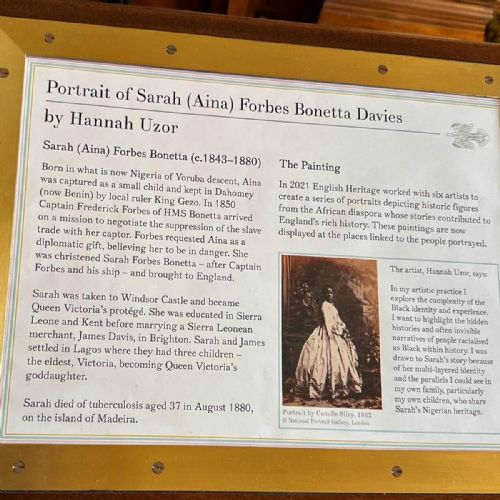 Portrait of Sarah (Aina) Forbes Bonetta Davies
by Hannah Uzor
Sarah (Aina) Forbes Bonetta (c.1843–1880)
Born in what is now Nigeria of Yoruba descent, Aina
was captured as a small child and kept in Dahomey
(now Benin) by local ruler King Gezo. In 1850
Captain Frederick Forbes of HMS Bonetta arrived
on a mission to negotiate the suppression of the slave
trade with her captor. Forbes requested Aina as a
diplomatic gift, believing her to be in danger. She
was christened Sarah Forbes Bonetta – after Captain
Forbes and his ship – and brought to England.
Sarah was taken to Windsor Castle and became
Queen Victoria's protégé. She was educated in Sierra
Leone and Kent before marrying a Sierra Leonean
merchant, James Davis, in Brighton. Sarah and James
settled in Lagos where they had three children –
the eldest, Victoria, becoming Queen Victoria's
goddaughter.
Sarah died of tuberculosis aged 37 in August 1880,
on the island of Madeira.
The Painting
In 2021 English Heritage worked with six artists to
create a series of portraits depicting historic figures
from the African diaspora whose stories contributed to
England's rich history. These paintings are now
displayed at the places linked to the people portrayed.
The artist, Hannah Uzor, says:
In my artistic practice I
explore the complexity of the
Black identity and experience.
I want to highlight the hidden
histories and often invisible
narratives of people racialised
as Black within history. I was
drawn to Sarah's story because
of her multi-layered identity
and the parallels I could see in
my own family, particularly
my own children, who share
Sarah's Nigerian heritage.
Portrait by Camille Silvy, 1862
© National Portrait Gallery, London